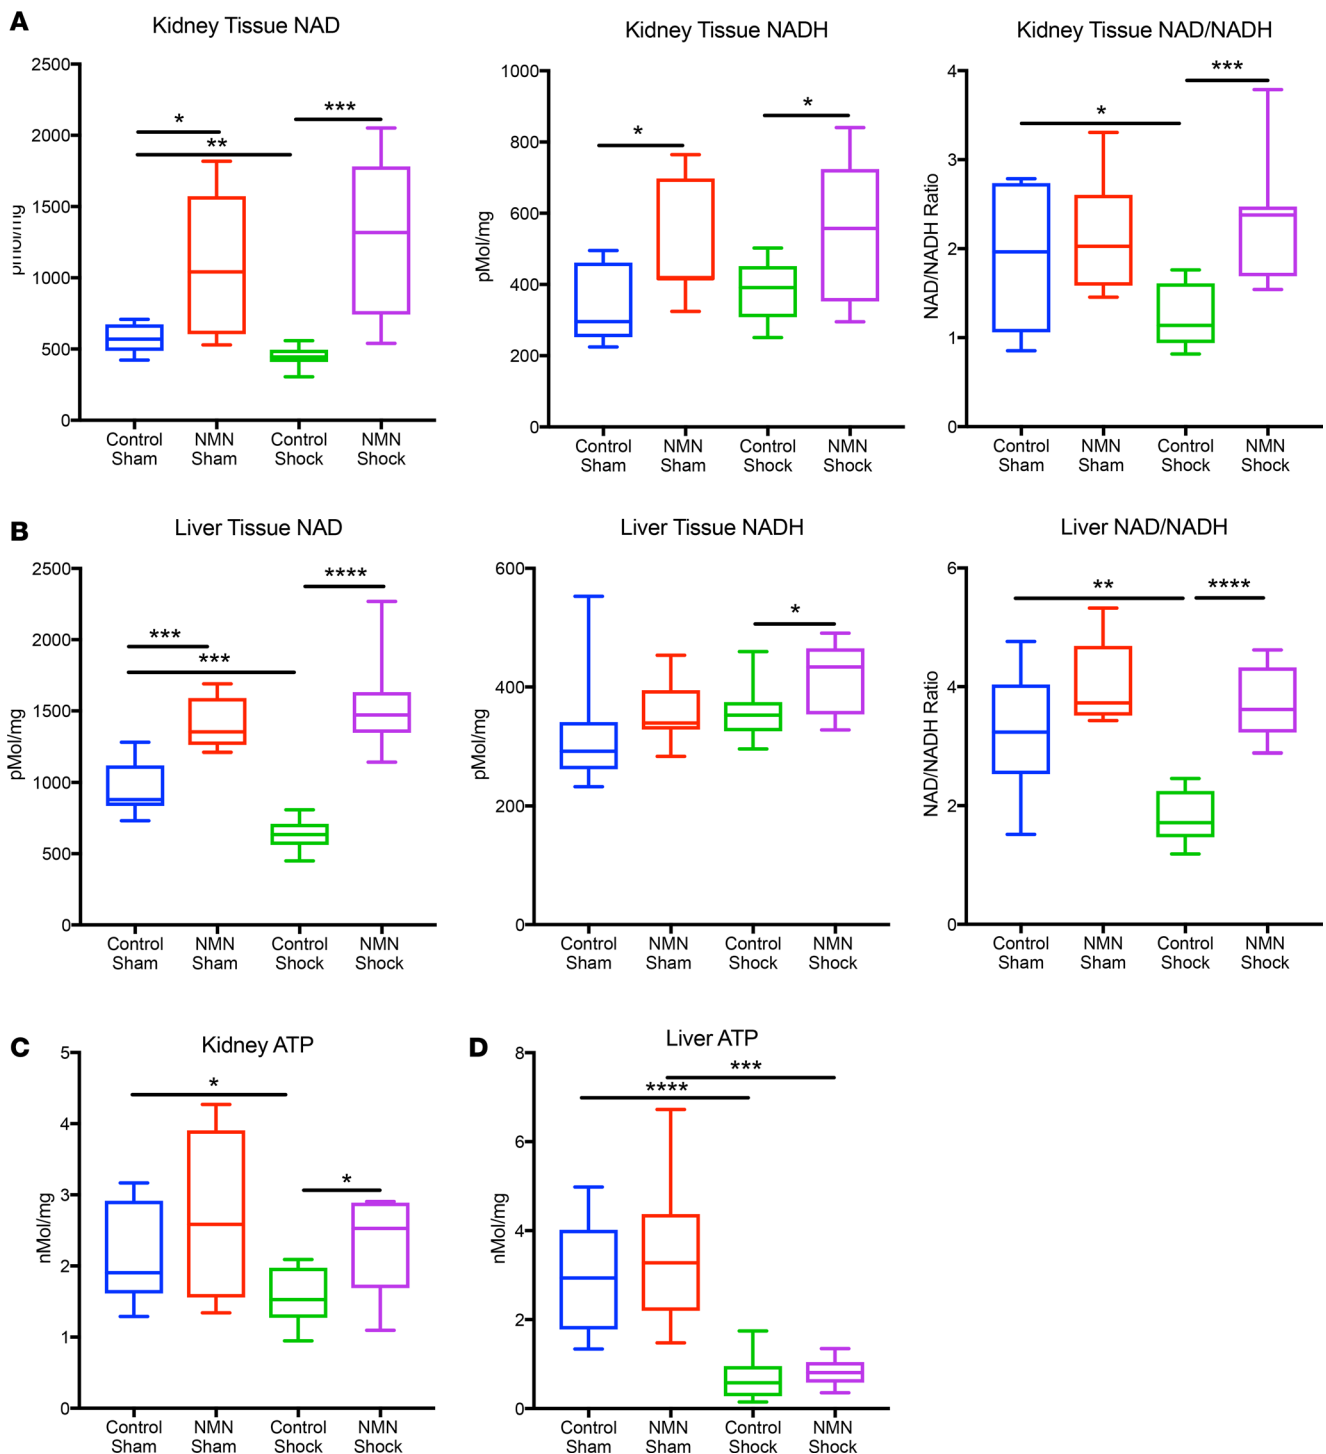 A
Kidney Tissue NAD
pmol/mg
2500
2000
1500
1000
500
0
*
**
***
Control Sham
NMN Sham
Control Shock
NMN Shock
Kidney Tissue NADH
pMol/mg
1000
800
600
400
200
0
*
*
Control Sham
NMN Sham
Control Shock
NMN Shock
Kidney Tissue NAD/NADH
NAD/NADH Ratio
4
3
2
1
0
*
***
Control Sham
NMN Sham
Control Shock
NMN Shock
B
Liver Tissue NAD
pMol/mg
2500
2000
1500
1000
500
0
***
***
****
Control Sham
NMN Sham
Control Shock
NMN Shock
Liver Tissue NADH
pMol/mg
600
400
200
0
*
Control Sham
NMN Sham
Control Shock
NMN Shock
Liver NAD/NADH
NAD/NADH Ratio
6
4
2
0
**
****
Control Sham
NMN Sham
Control Shock
NMN Shock
C
Kidney ATP
nMol/mg
5
4
3
2
1
0
*
*
Control Sham
NMN Sham
Control Shock
NMN Shock
D
Liver ATP
nMol/mg
8
6
4
2
0
****
***
Control Sham
NMN Sham
Control Shock
NMN Shock